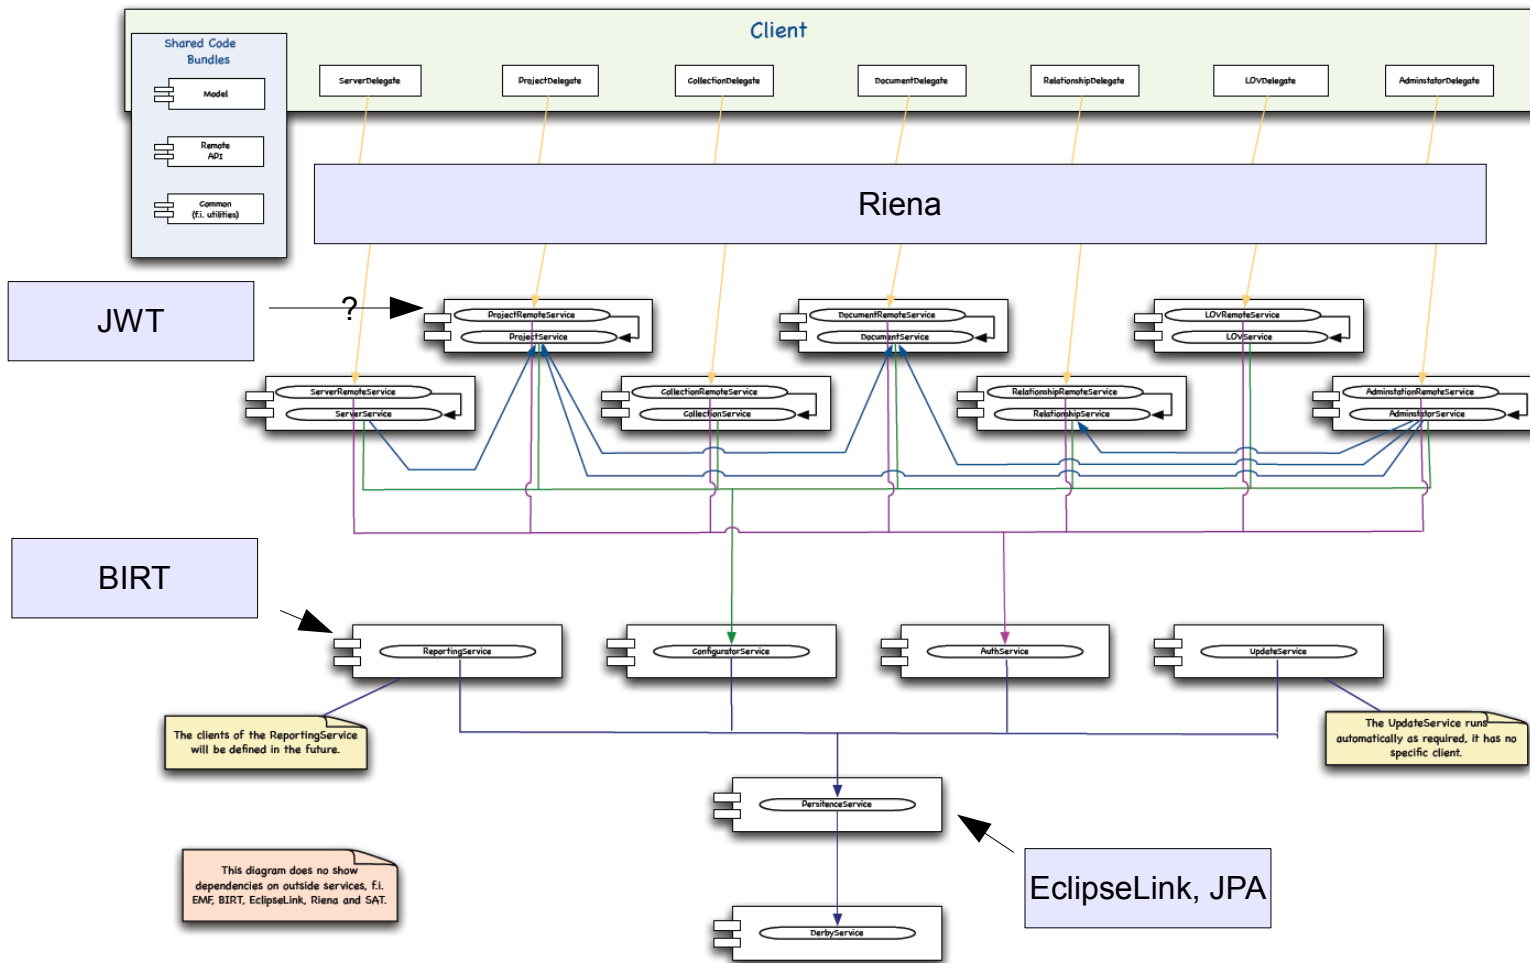 Client
Shared Code
Bundles
Model
Remote
API
Common
(f.i. utilities)
ServerDelegate
ProjectDelegate
CollectionDelegate
DocumentDelegate
RelationshipDelegate
LOVDelegate
AdminstatorDelegate
Riena
JWT
?
ProjectRemoteService
ProjectService
DocumentRemoteService
DocumentService
LOVRemoteService
LOVService
ServerRemoteService
ServerService
CollectionRemoteService
CollectionService
RelationshipRemoteService
RelationshipService
AdminstationRemoteService
AdminstatorService
BIRT
ReportingService
ConfiguratorService
AuthService
UpdateService
The clients of the ReportingService
will be defined in the future.
The UpdateService runs
automatically as required, it has no
specific client.
PersitenceService
EclipseLink, JPA
This diagram does no show
dependencies on outside services, f.i.
EMF, BIRT, EclipseLink, Riena and SAT.
DerbyService